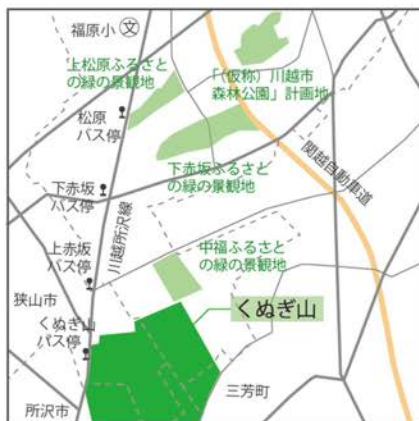 福原小 文
上松原ふるさと
の緑の景観地
「(仮称)川越市
森林公園」計画地
松原
バス停
関越自動車道
下赤坂ふるさと
の緑の景観地
下赤坂
バス停
川越所沢線
上赤坂
バス停
中福ふるさと
の緑の景観地
狭山市
くぬぎ山
くぬぎ山
バス停
三芳町
所沢市